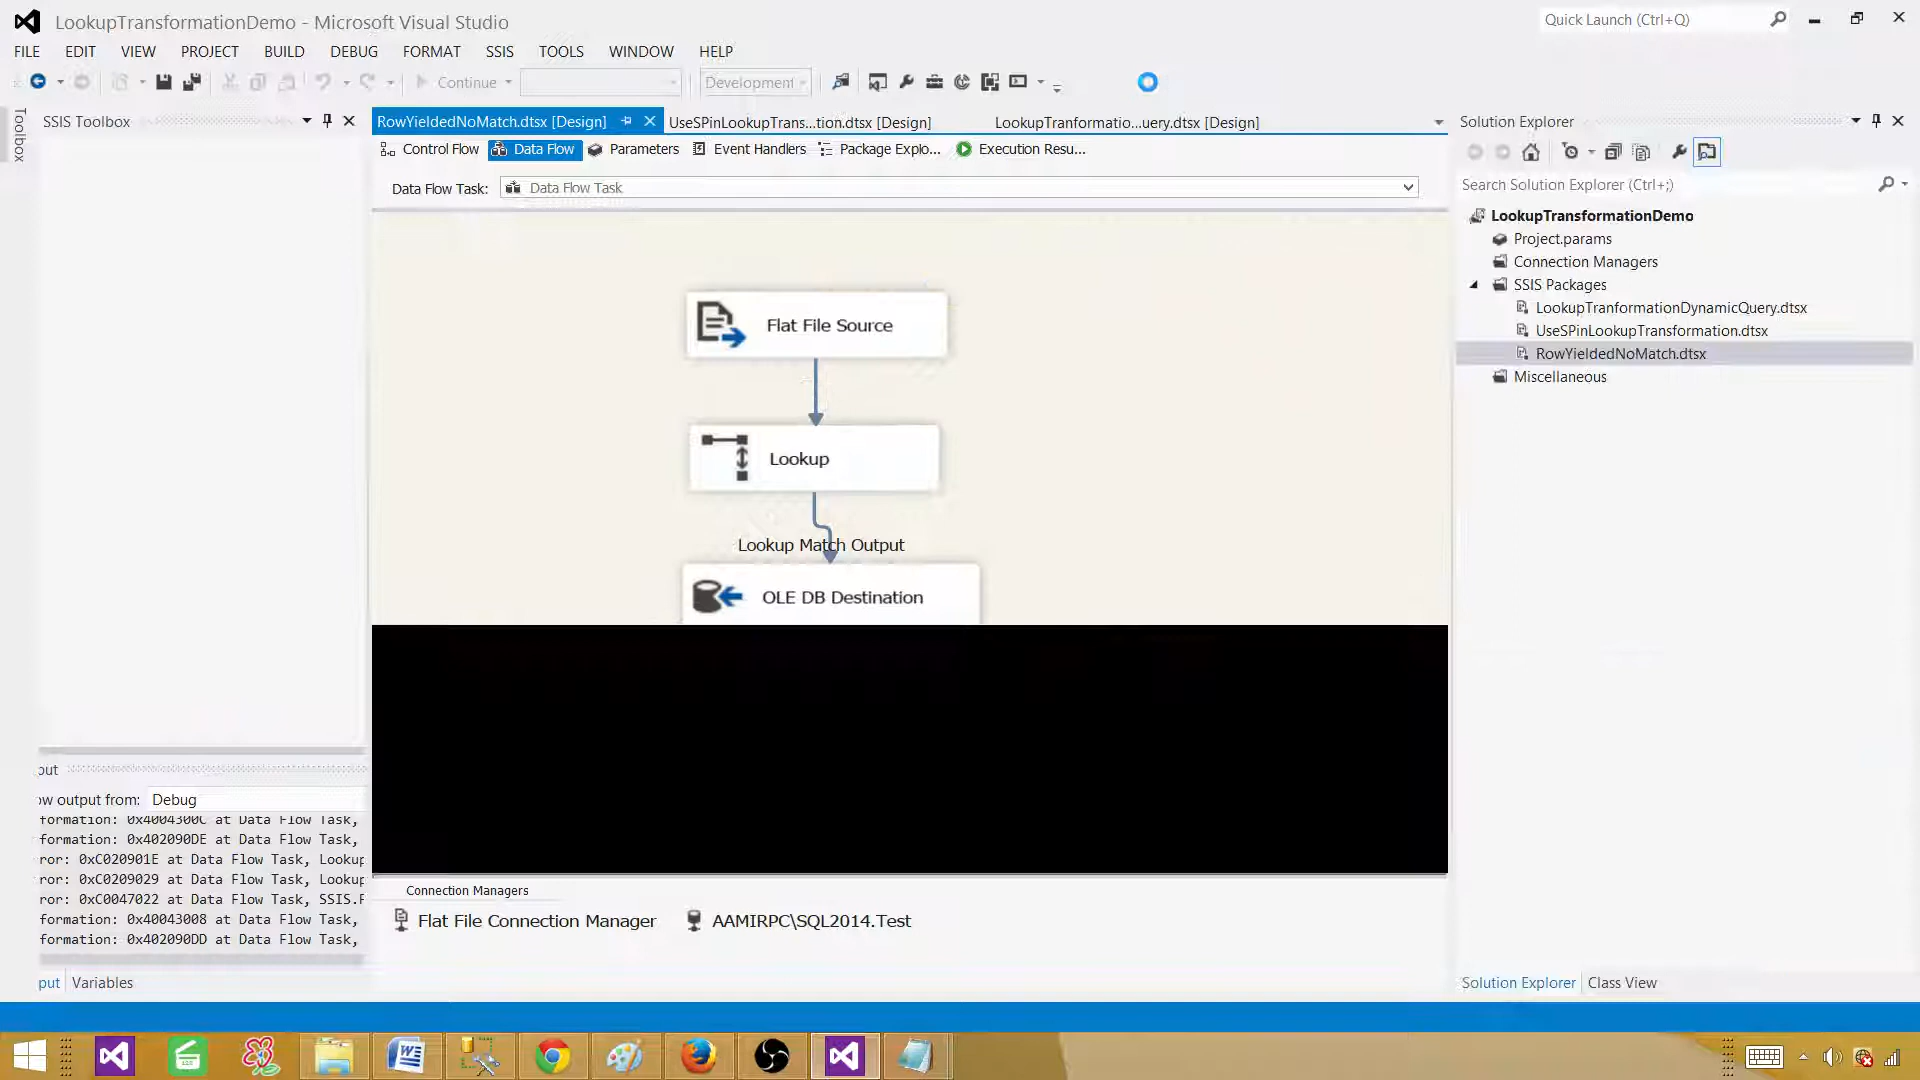 LookupTransformationDemo - Microsoft Visual Studio
Quick Launch (Ctrl+Q)
FILE EDIT VIEW PROJECT BUILD DEBUG FORMAT SSIS TOOLS WINDOW HELP
Continue
Development
Toolbox
SSIS Toolbox
RowYieldedNoMatch.dtsx [Design]
UseSPinLookupTrans...tion.dtsx [Design]
LookupTranformatio...uery.dtsx [Design]
Control Flow
Data Flow
Parameters
Event Handlers
Package Explo...
Execution Resu...
Data Flow Task:
Data Flow Task
Flat File Source
Lookup
Lookup Match Output
OLE DB Destination
Connection Managers
Flat File Connection Manager
AAMIRPC\SQL2014.Test
Solution Explorer
Search Solution Explorer (Ctrl+;)
LookupTransformationDemo
Project.params
Connection Managers
SSIS Packages
LookupTranformationDynamicQuery.dtsx
UseSPinLookupTransformation.dtsx
RowYieldedNoMatch.dtsx
Miscellaneous
put
ow output from: Debug
formation: 0x4004300C at Data Flow Task,
formation: 0x402090DE at Data Flow Task,
ror: 0xC020901E at Data Flow Task, Lookup
ror: 0xC0209029 at Data Flow Task, Lookup
ror: 0xC0047022 at Data Flow Task, SSIS.F
formation: 0x40043008 at Data Flow Task,
formation: 0x402090DD at Data Flow Task,
put Variables
Solution Explorer Class View